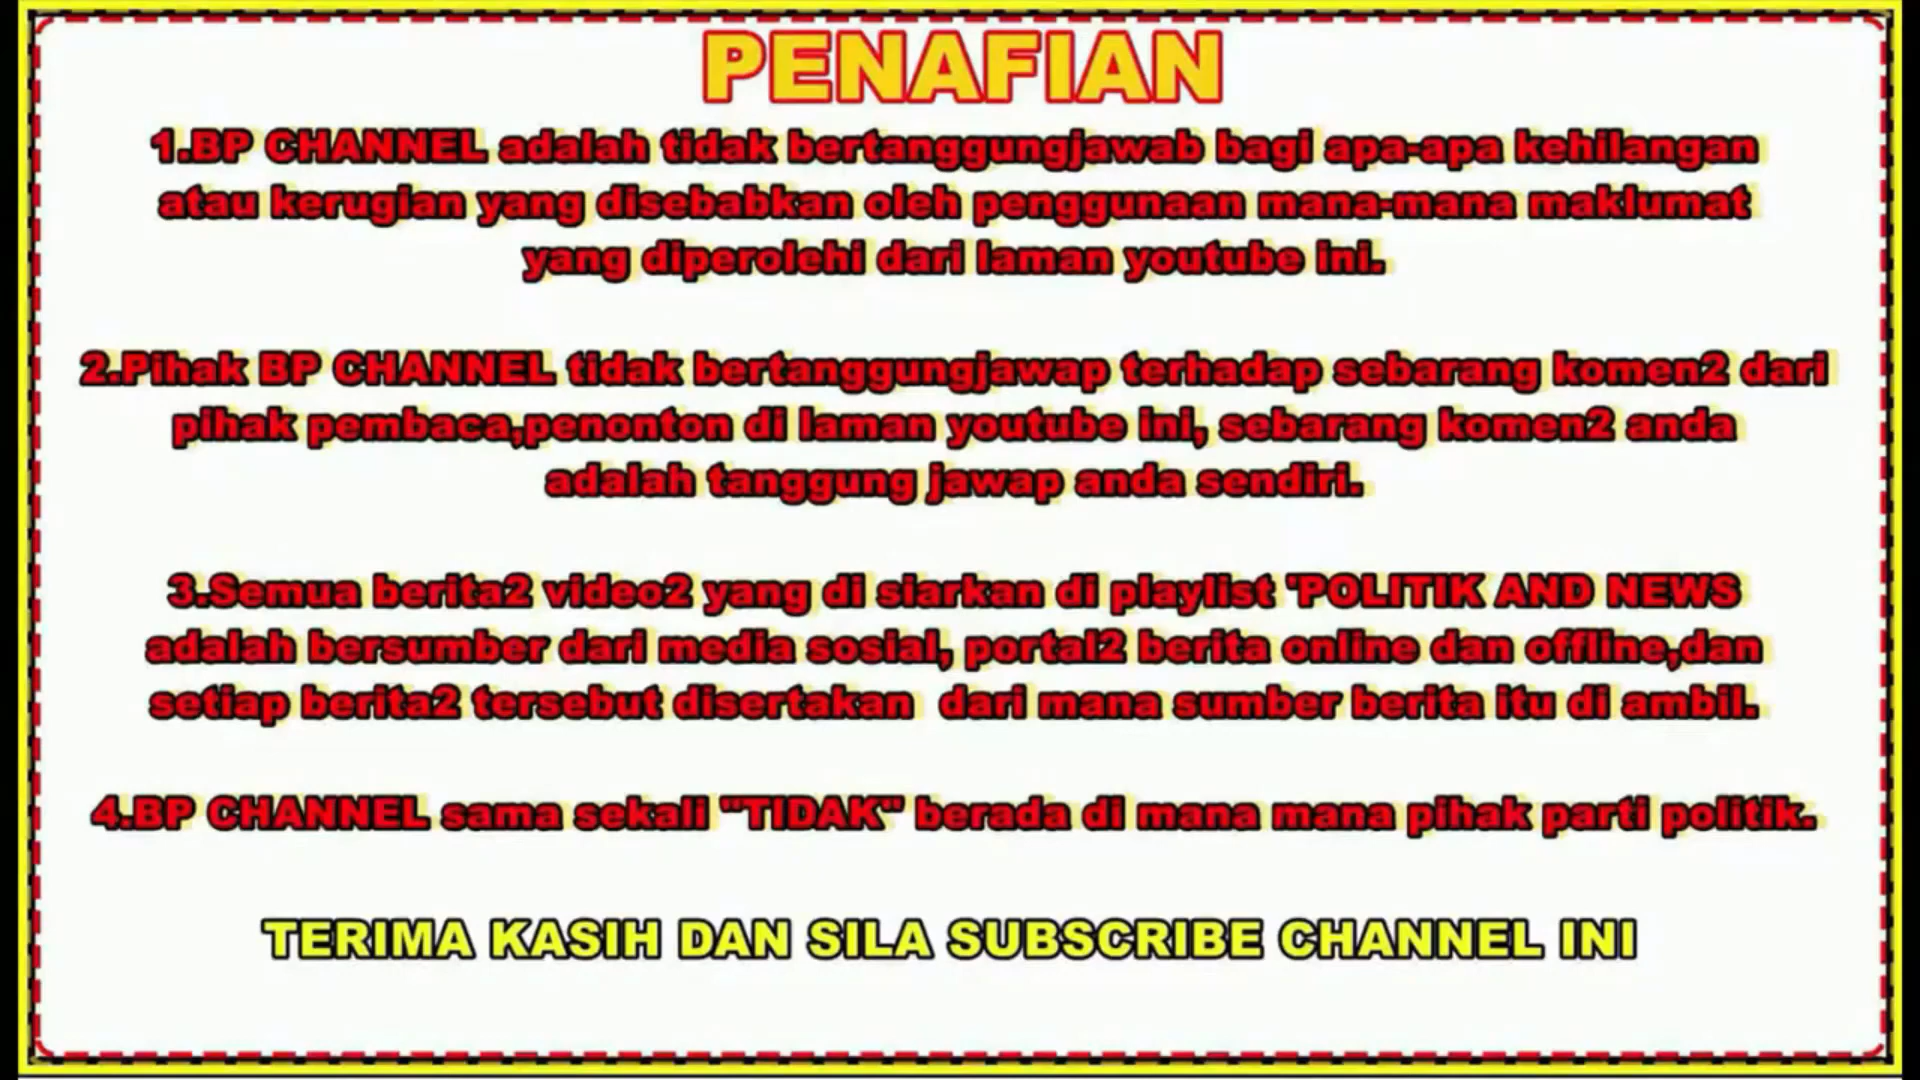 PENAFIAN
1.BP CHANNEL adalah tidak bertanggungjawab bagi apa-apa kehilangan
atau kerugian yang disebabkan oleh penggunaan mana-mana maklumat
yang diperolehi dari laman youtube ini.
2.Pihak BP CHANNEL tidak bertanggungjawap terhadap sebarang komen2 dari
pihak pembaca,penonton di laman youtube ini, sebarang komen2 anda
adalah tanggung jawap anda sendiri.
3.Semua berita2 video2 yang di siarkan di playlist 'POLITIK AND NEWS
adalah bersumber dari media sosial, portal2 berita online dan offline,dan
setiap berita2 tersebut disertakan  dari mana sumber berita itu di ambil.
4.BP CHANNEL sama sekali "TIDAK" berada di mana mana pihak parti politik.
TERIMA KASIH DAN SILA SUBSCRIBE CHANNEL INI